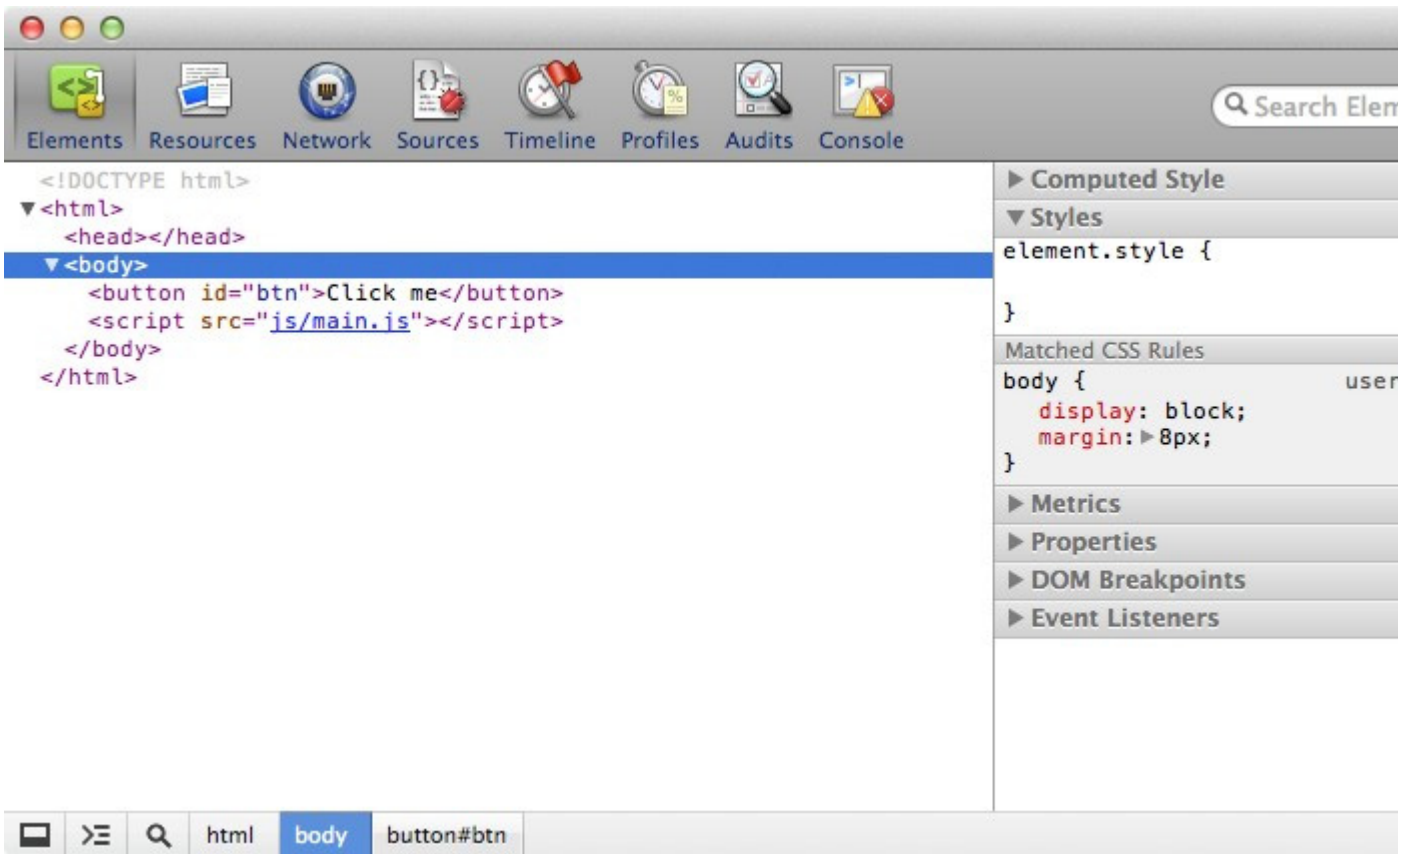 Elements Resources Network Sources Timeline Profiles Audits Console
Search Elem
<!DOCTYPE html>
▼<html>
<head></head>
▼<body>
<button id="btn">Click me</button>
<script src="js/main.js"></script>
</body>
</html>
▶Computed Style
▼Styles
element.style {
}
Matched CSS Rules
body { user
display: block;
margin:▶8px;
}
▶Metrics
▶Properties
▶DOM Breakpoints
▶Event Listeners
html body button#btn